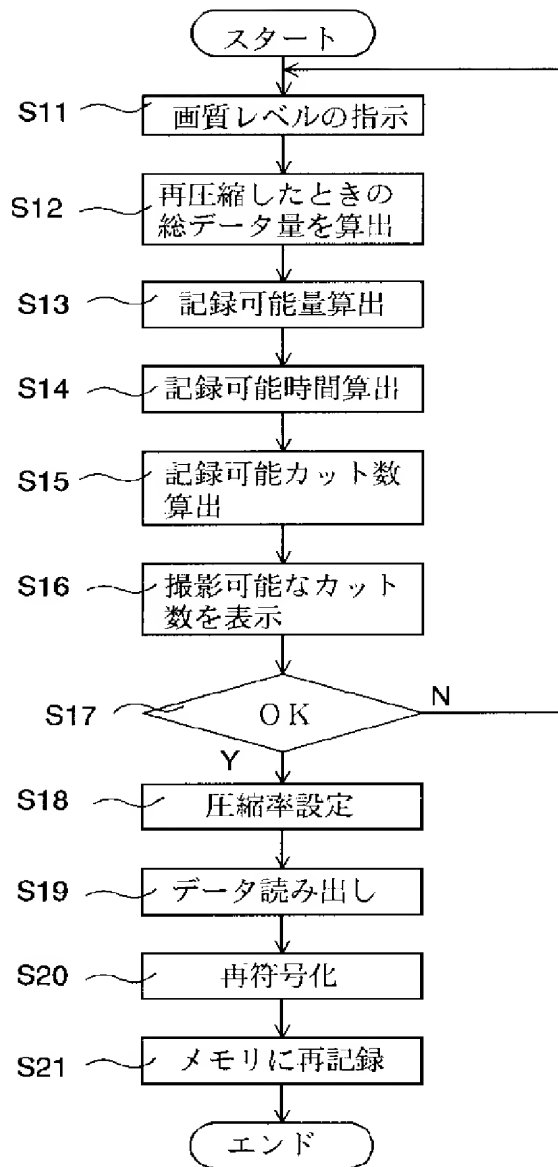 スタート
S11
画質レベルの指示
S12
再圧縮したときの
総データ量を算出
S13
記録可能量算出
S14
記録可能時間算出
S15
記録可能カット数
算出
S16
撮影可能なカット
数を表示
S17
OK
N
Y
S18
圧縮率設定
S19
データ読み出し
S20
再符号化
S21
メモリに再記録
エンド